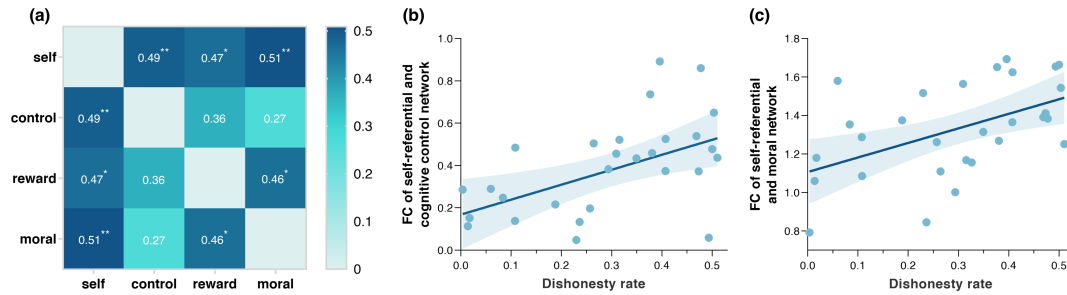 (a)
self
control
reward
moral
0.49**
0.47*
0.51**
0.49**
0.36
0.27
0.47*
0.36
0.46*
0.51**
0.27
0.46*
self
control
reward
moral
0.5
0.4
0.3
0.2
0.1
0
(b)
FC of self-referential and
cognitive control network
1.0
0.8
0.6
0.4
0.2
0.0
0.0
0.1
0.2
0.3
0.4
0.5
Dishonesty rate
(c)
FC of self-referential
and moral network
1.8
1.6
1.4
1.2
1.0
0.8
0.0
0.1
0.2
0.3
0.4
0.5
Dishonesty rate